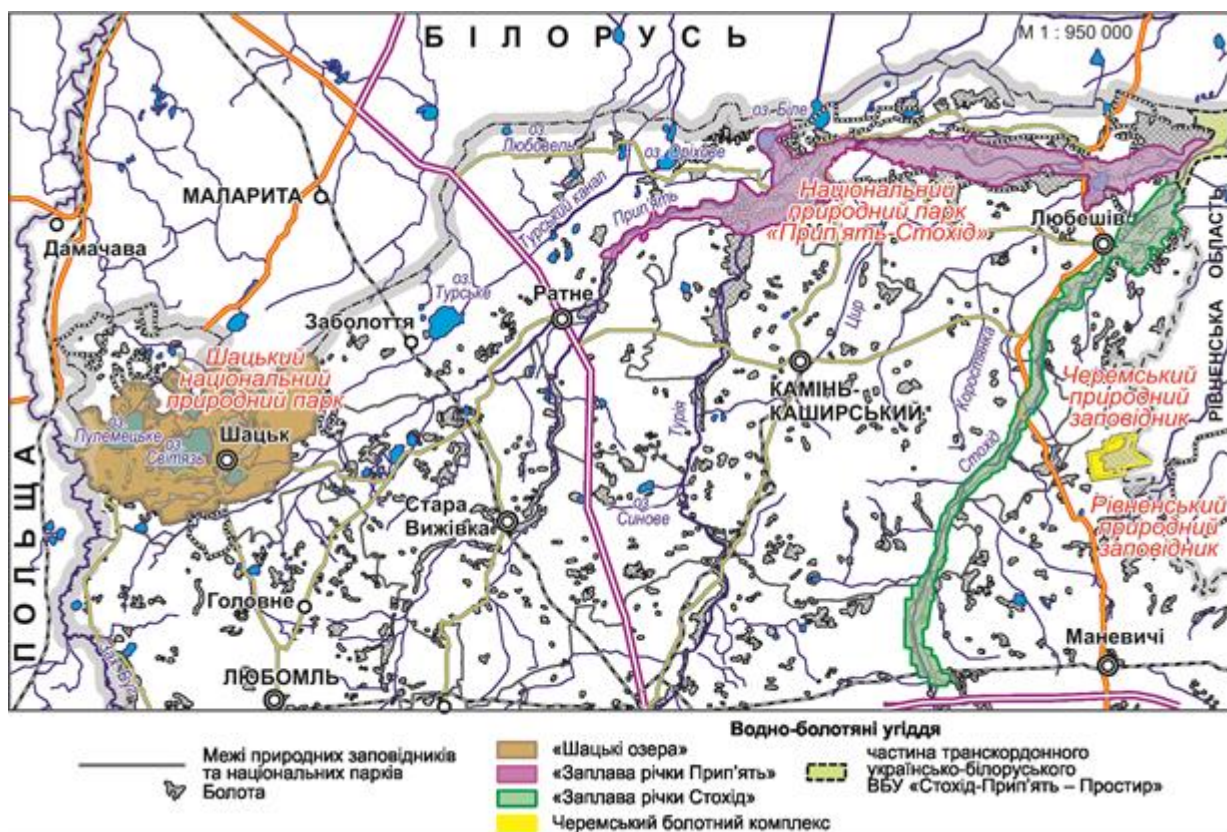 БІЛОРУСЬ
М 1 : 950 000
оз. Біле
оз.
Любовель
оз. Оріхове
МАЛАРИТА
Турський канал
Прип'ять
Національний
природний парк
«Прип'ять-Стохід»
Любешів
Дамачава
оз.
Турське
Ратне
Заболоття
Цир
Коростянка
РІВНЕНСЬКА ОБЛАСТЬ
Шацький
національний
природний парк
КАМІНЬ-
КАШИРСЬКИЙ
Черемський
природний
заповідник
оз.
Пулемецьке
оз.
Світязь
Шацьк
Турія
Стохід
ПОЛЬЩА
Стара
Вижівка
оз.
Синове
Рівненський
природний
заповідник
Головне
Маневичі
ЛЮБОМЛЬ
Водно-болотяні угіддя
Межі природних заповідників
та національних парків
Болота
«Шацькі озера»
«Заплава річки Прип'ять»
«Заплава річки Стохід»
Черемський болотний комплекс
частина транскордонного
українсько-білоруського
ВБУ «Стохід-Прип'ять – Простир»